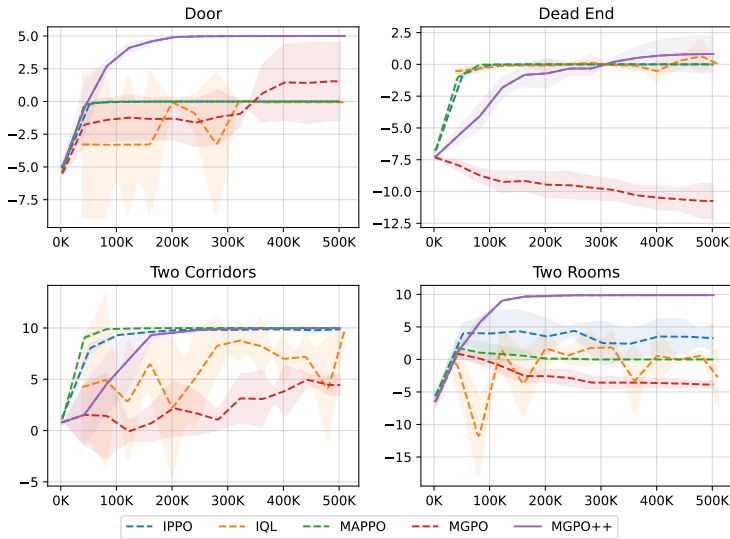 Door
5.0
2.5
0.0
−2.5
−5.0
−7.5
0K 100K 200K 300K 400K 500K
Dead End
2.5
0.0
−2.5
−5.0
−7.5
−10.0
−12.5
0K 100K 200K 300K 400K 500K
Two Corridors
10
5
0
−5
0K 100K 200K 300K 400K 500K
Two Rooms
10
5
0
−5
−10
−15
0K 100K 200K 300K 400K 500K
IPPO IQL MAPPO MGPO MGPO++